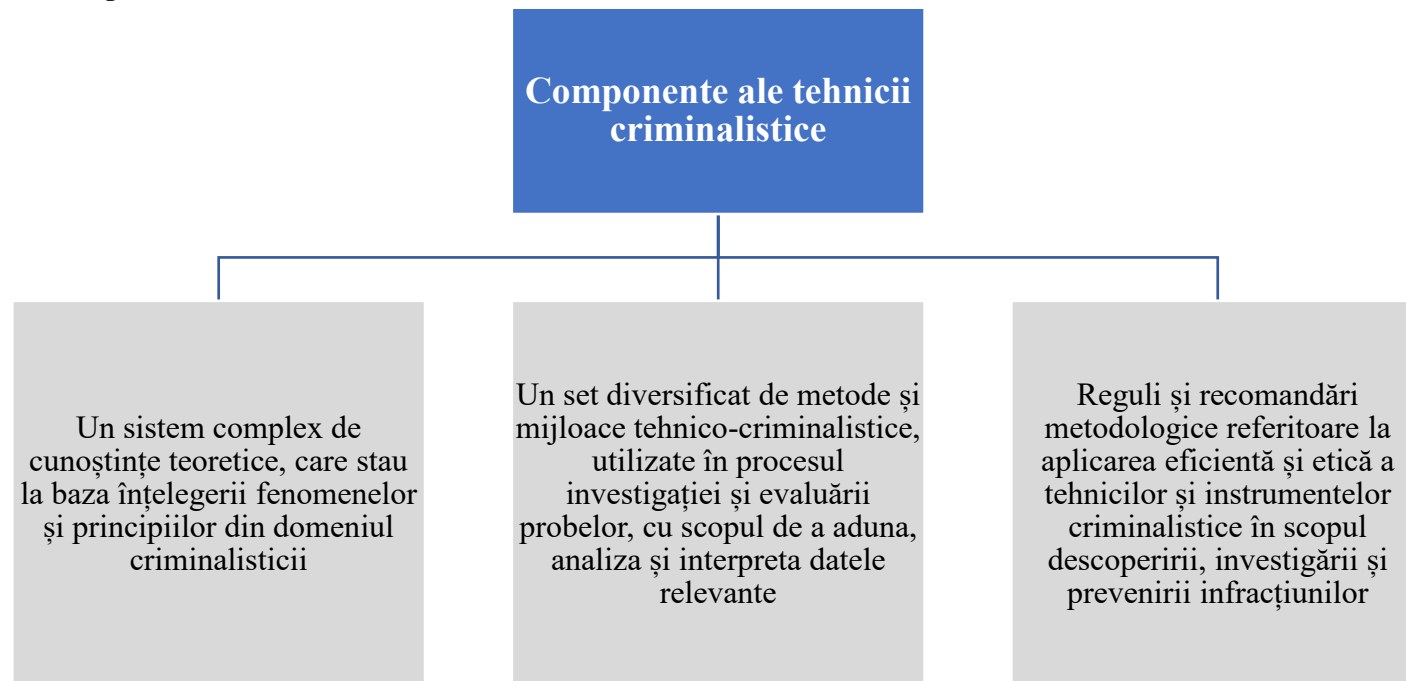 Componente ale tehnicii
criminalistice
Un sistem complex de
cunoștințe teoretice, care stau
la baza înțelegerii fenomenelor
și principiilor din domeniul
criminalisticii
Un set diversificat de metode și
mijloace tehnico-criminalistice,
utilizate în procesul
investigației și evaluării
probelor, cu scopul de a aduna,
analiza și interpreta datele
relevante
Reguli și recomandări
metodologice referitoare la
aplicarea eficientă și etică a
tehnicilor și instrumentelor
criminalistice în scopul
descoperirii, investigării și
prevenirii infracțiunilor